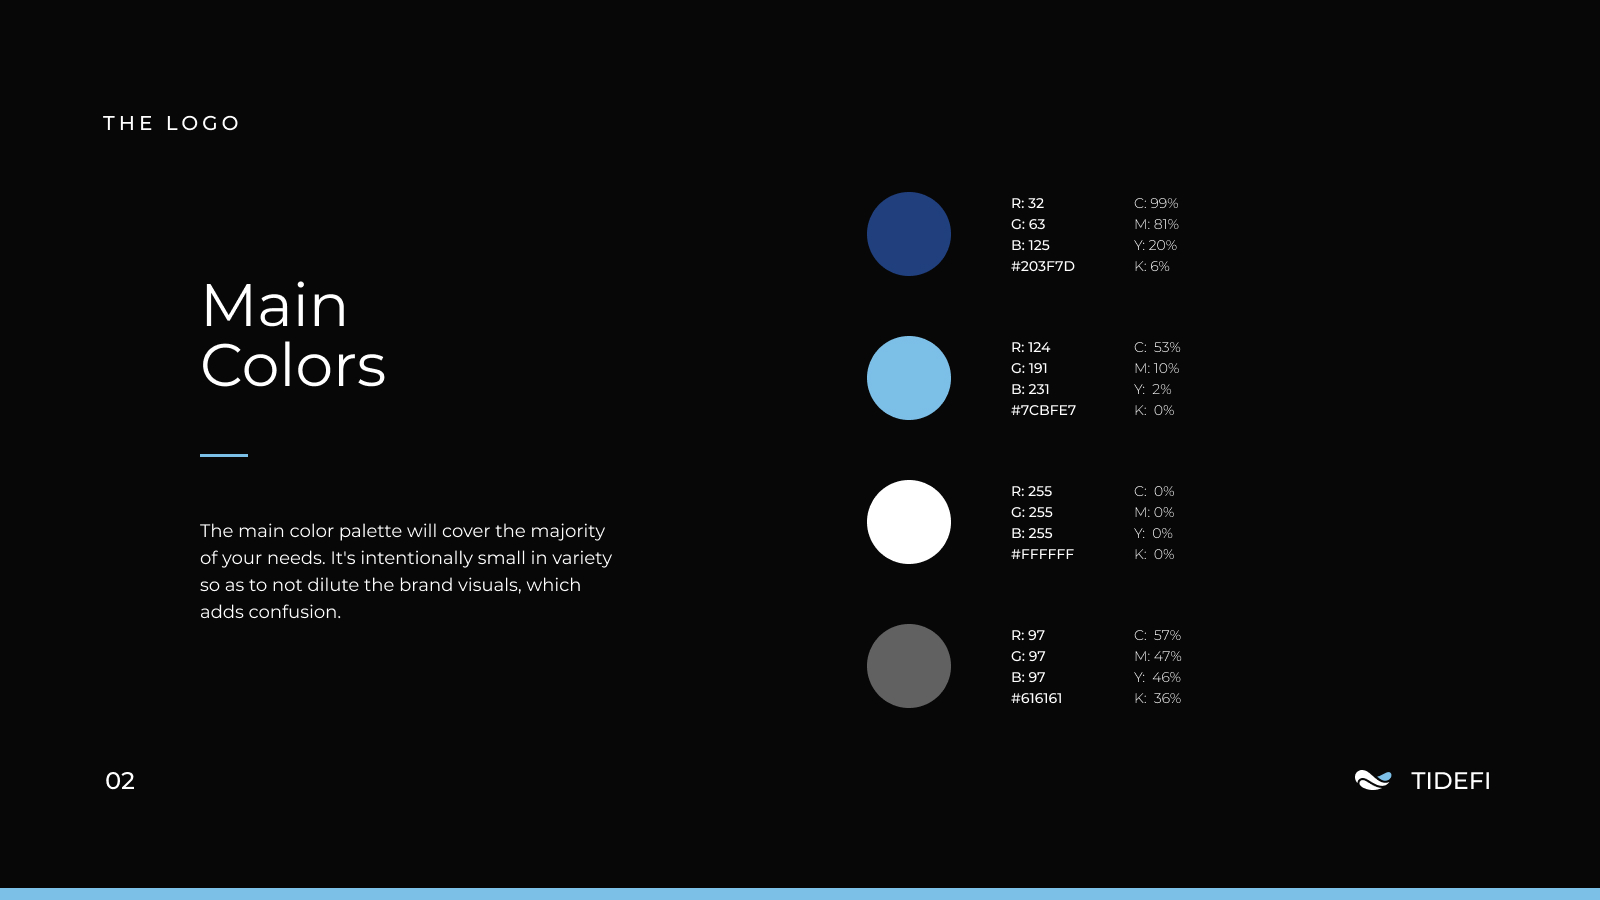 THE LOGO
Main
Colors
The main color palette will cover the majority
of your needs. It's intentionally small in variety
so as to not dilute the brand visuals, which
adds confusion.
R: 32
G: 63
B: 125
#203F7D
C: 99%
M: 81%
Y: 20%
K: 6%
R: 124
G: 191
B: 231
#7CBFE7
C: 53%
M: 10%
Y: 2%
K: 0%
R: 255
G: 255
B: 255
#FFFFFF
C: 0%
M: 0%
Y: 0%
K: 0%
R: 97
G: 97
B: 97
#616161
C: 57%
M: 47%
Y: 46%
K: 36%
02
TIDEFI